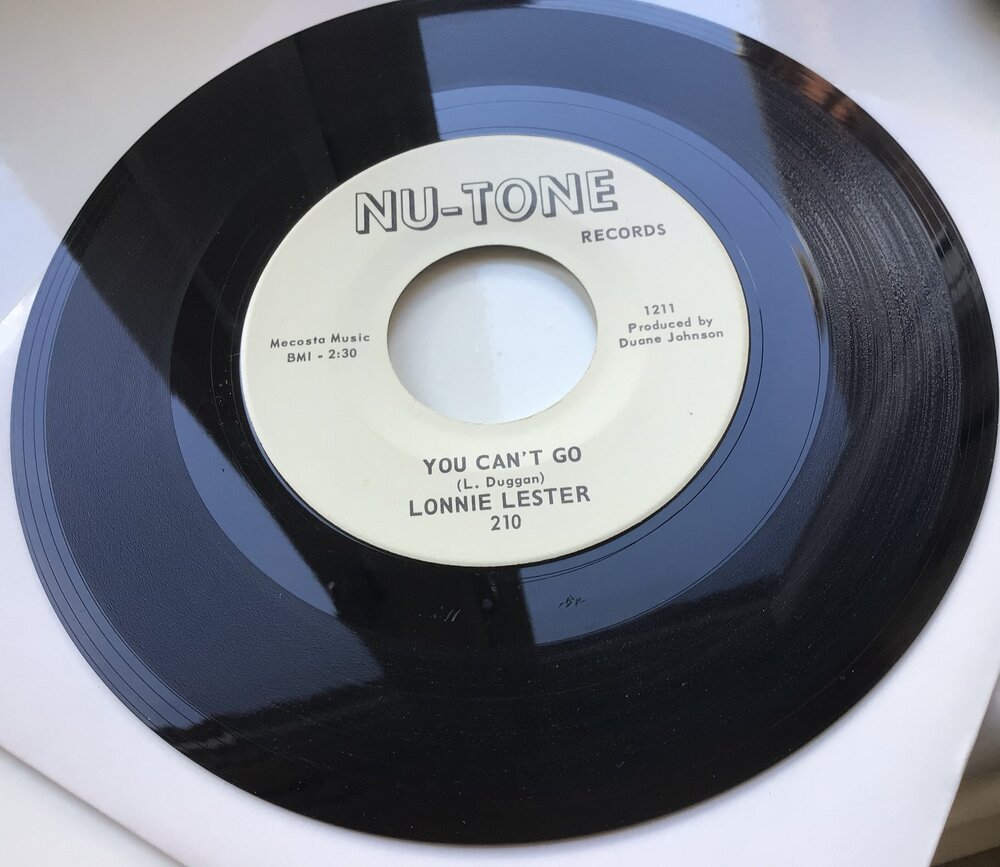 NU-TONE
RECORDS
Mecosta Music
BMI - 2:30
1211
Produced by
Duane Johnson
YOU CAN'T GO
(L. Duggan)
LONNIE LESTER
210